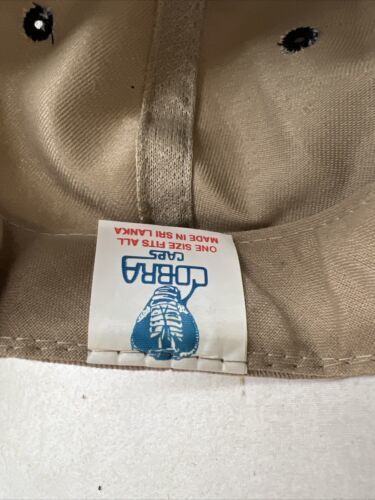 COBRA
CAPS
ONE SIZE FITS ALL
MADE IN SRI LANKA